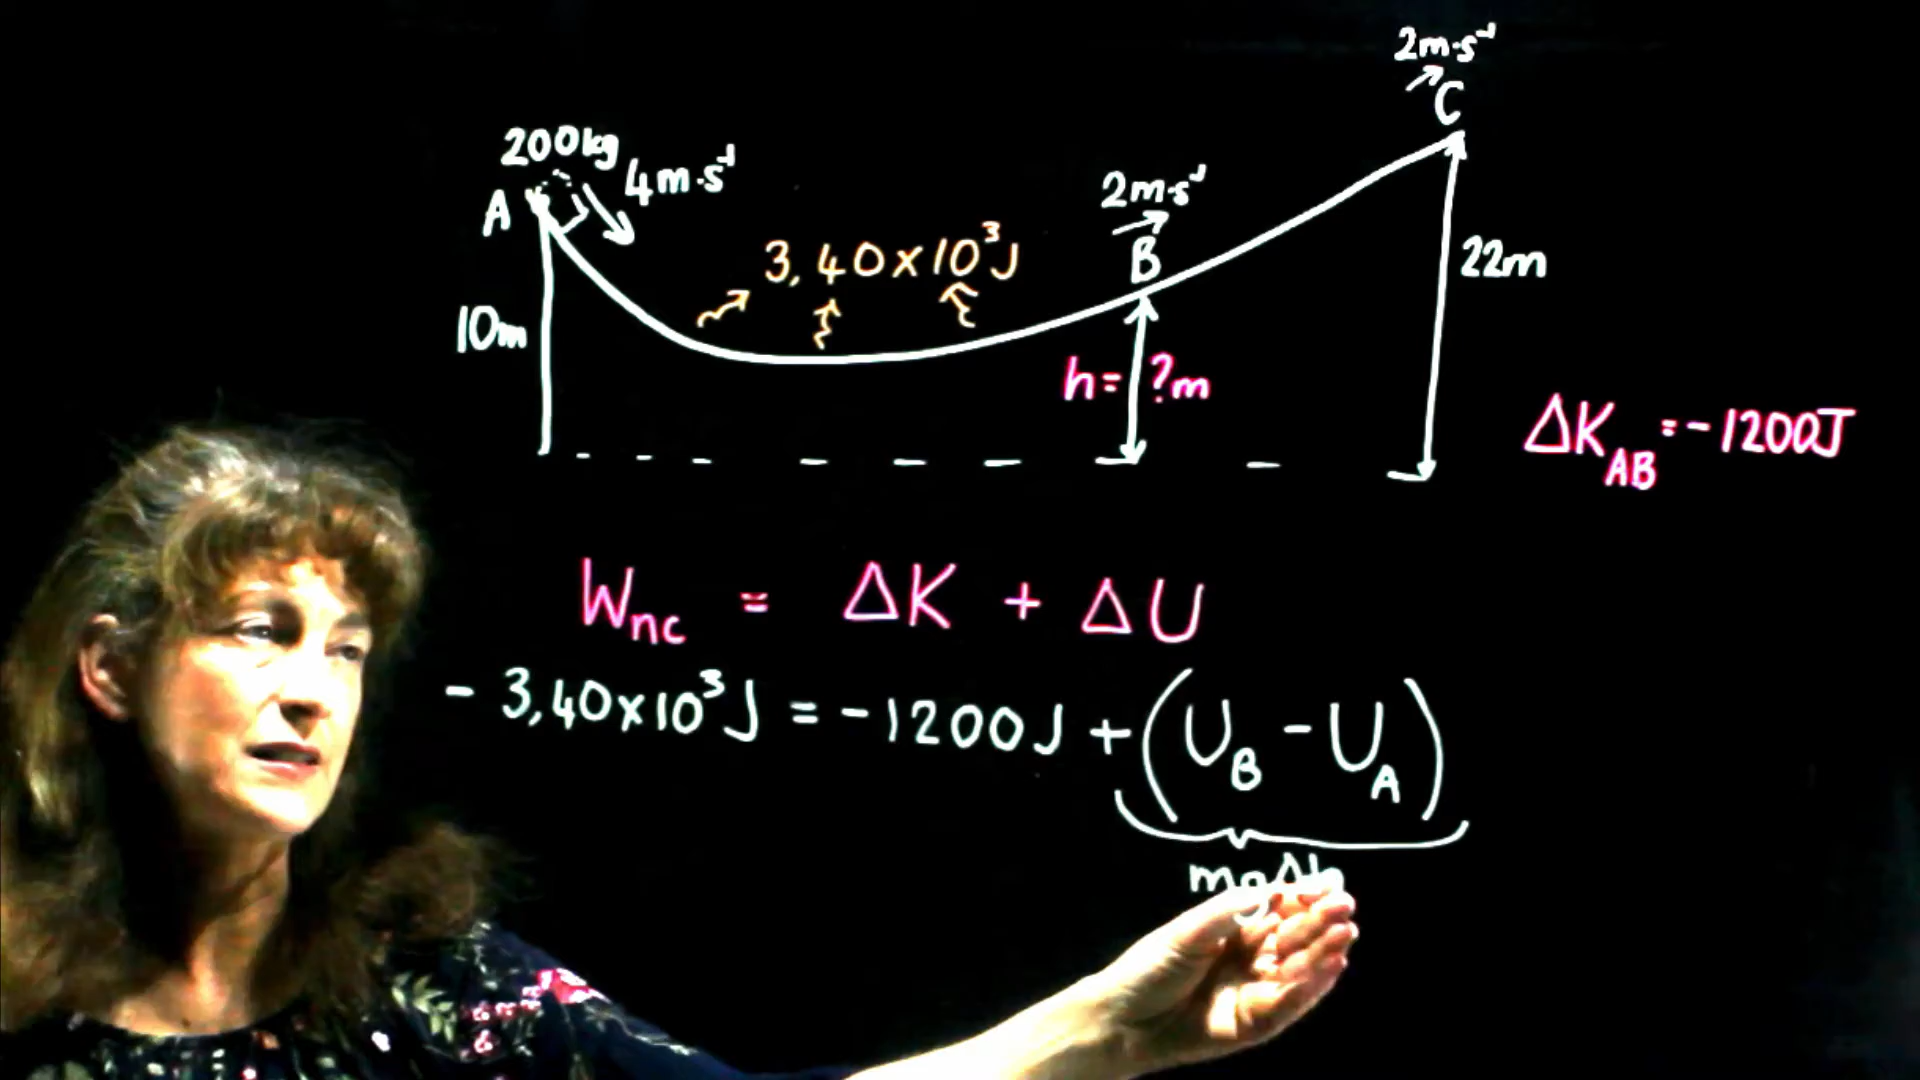 2m·s⁻¹
C
200kg
4m·s⁻¹
A
2m·s⁻¹
B
3,40×10³J
22m
10m
h= ?m
ΔK_AB = -1200J
W_nc = ΔK + ΔU
- 3,40×10³J = -1200J + (U_B - U_A)
mgΔh